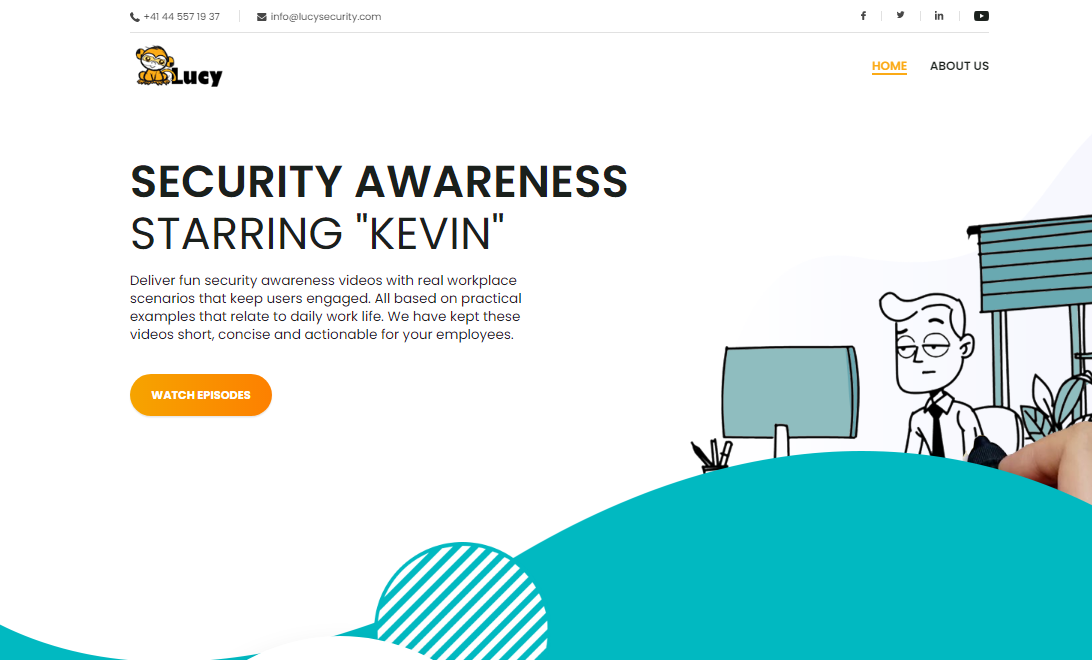 +41 44 557 19 37 info@lucysecurity.com
Lucy
HOME ABOUT US
SECURITY AWARENESS
STARRING "KEVIN"
Deliver fun security awareness videos with real workplace
scenarios that keep users engaged. All based on practical
examples that relate to daily work life. We have kept these
videos short, concise and actionable for your employees.
WATCH EPISODES